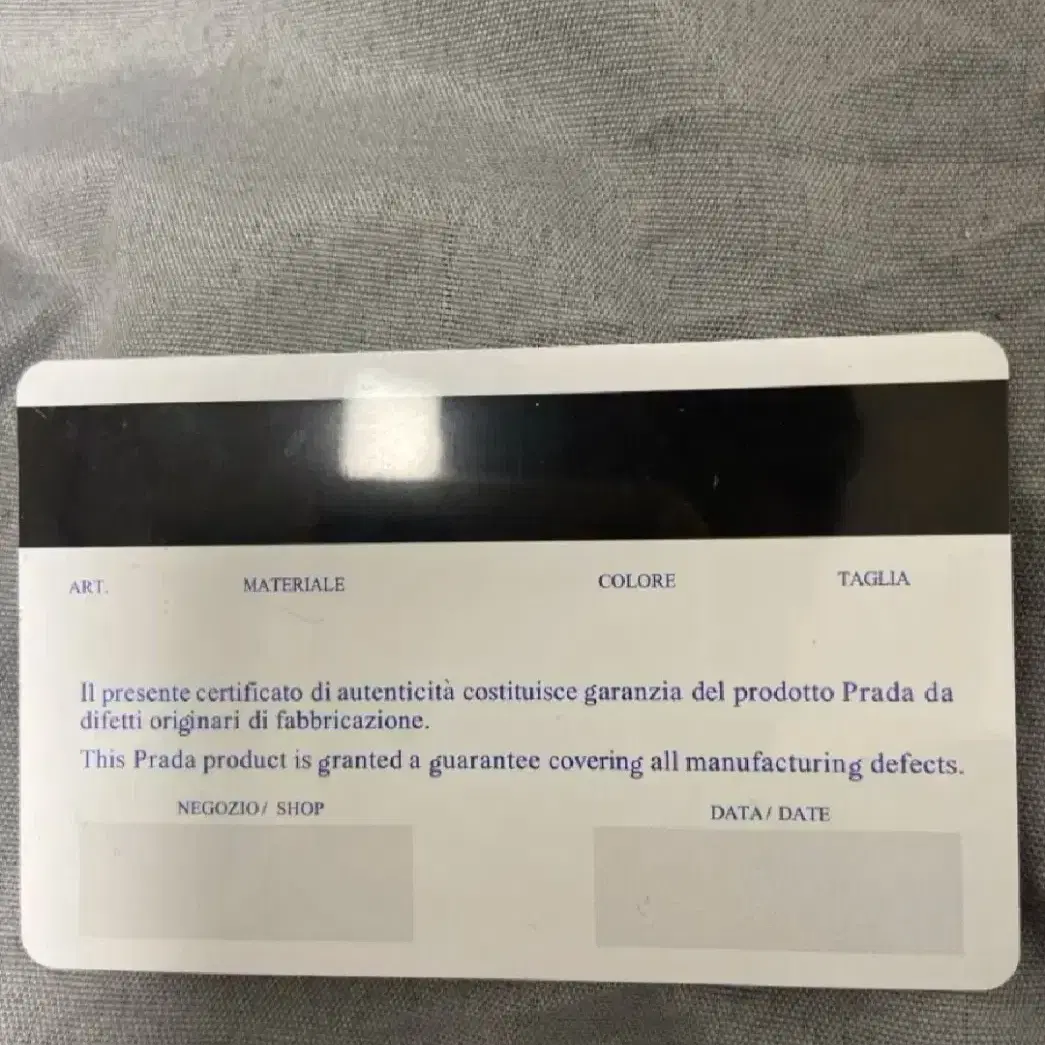 ART. MATERIALE COLORE TAGLIA
Il presente certificato di autenticità costituisce garanzia del prodotto Prada da
difetti originari di fabbricazione.
This Prada product is granted a guarantee covering all manufacturing defects.
NEGOZIO/ SHOP DATA/ DATE